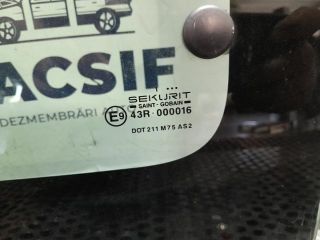 ACSIF
DEZMEMBRĂRI A
SEKURIT
SAINT-GOBAIN
E9 43R-000016
DOT 211 M75 AS2